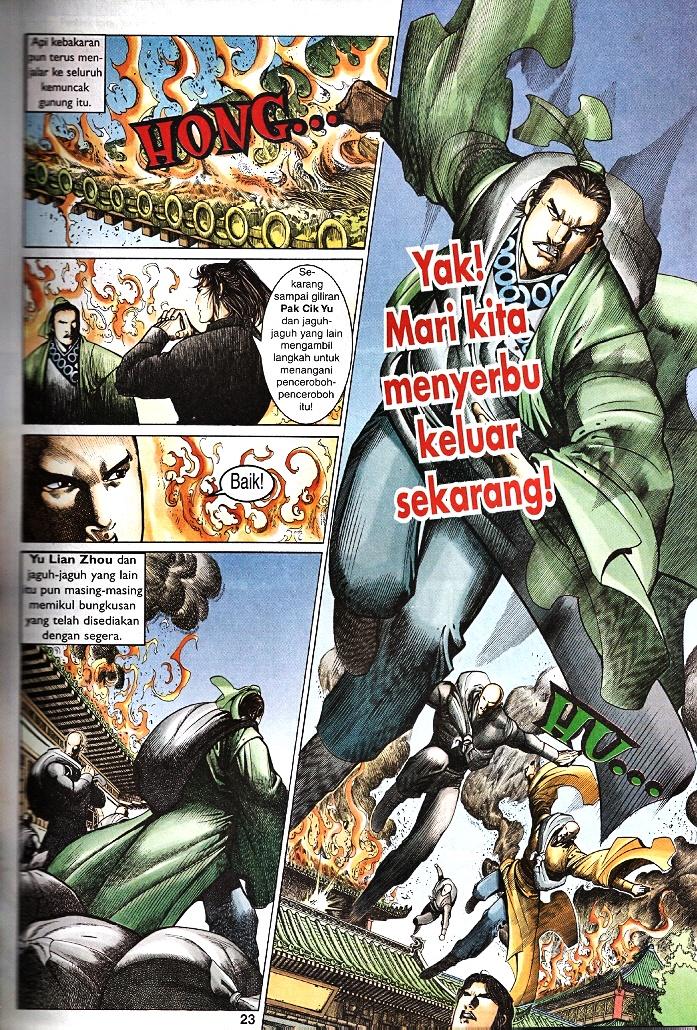 Api kebakaran
pun terus men-
jalar ke seluruh
kemuncak
gunung itu.
HONG...
Se-
karang
sampai giliran
Pak Cik Yu
dan jaguh-
jaguh yang lain
mengambil
langkah untuk
menangani
penceroboh-
penceroboh
itu!
Baik!
Yu Lian Zhou dan
jaguh-jaguh yang lain
itu pun masing-masing
memikul bungkusan
yang telah disediakan
dengan segera.
Yak!
Mari kita
menyerbu
keluar
sekarang!
HU...
23